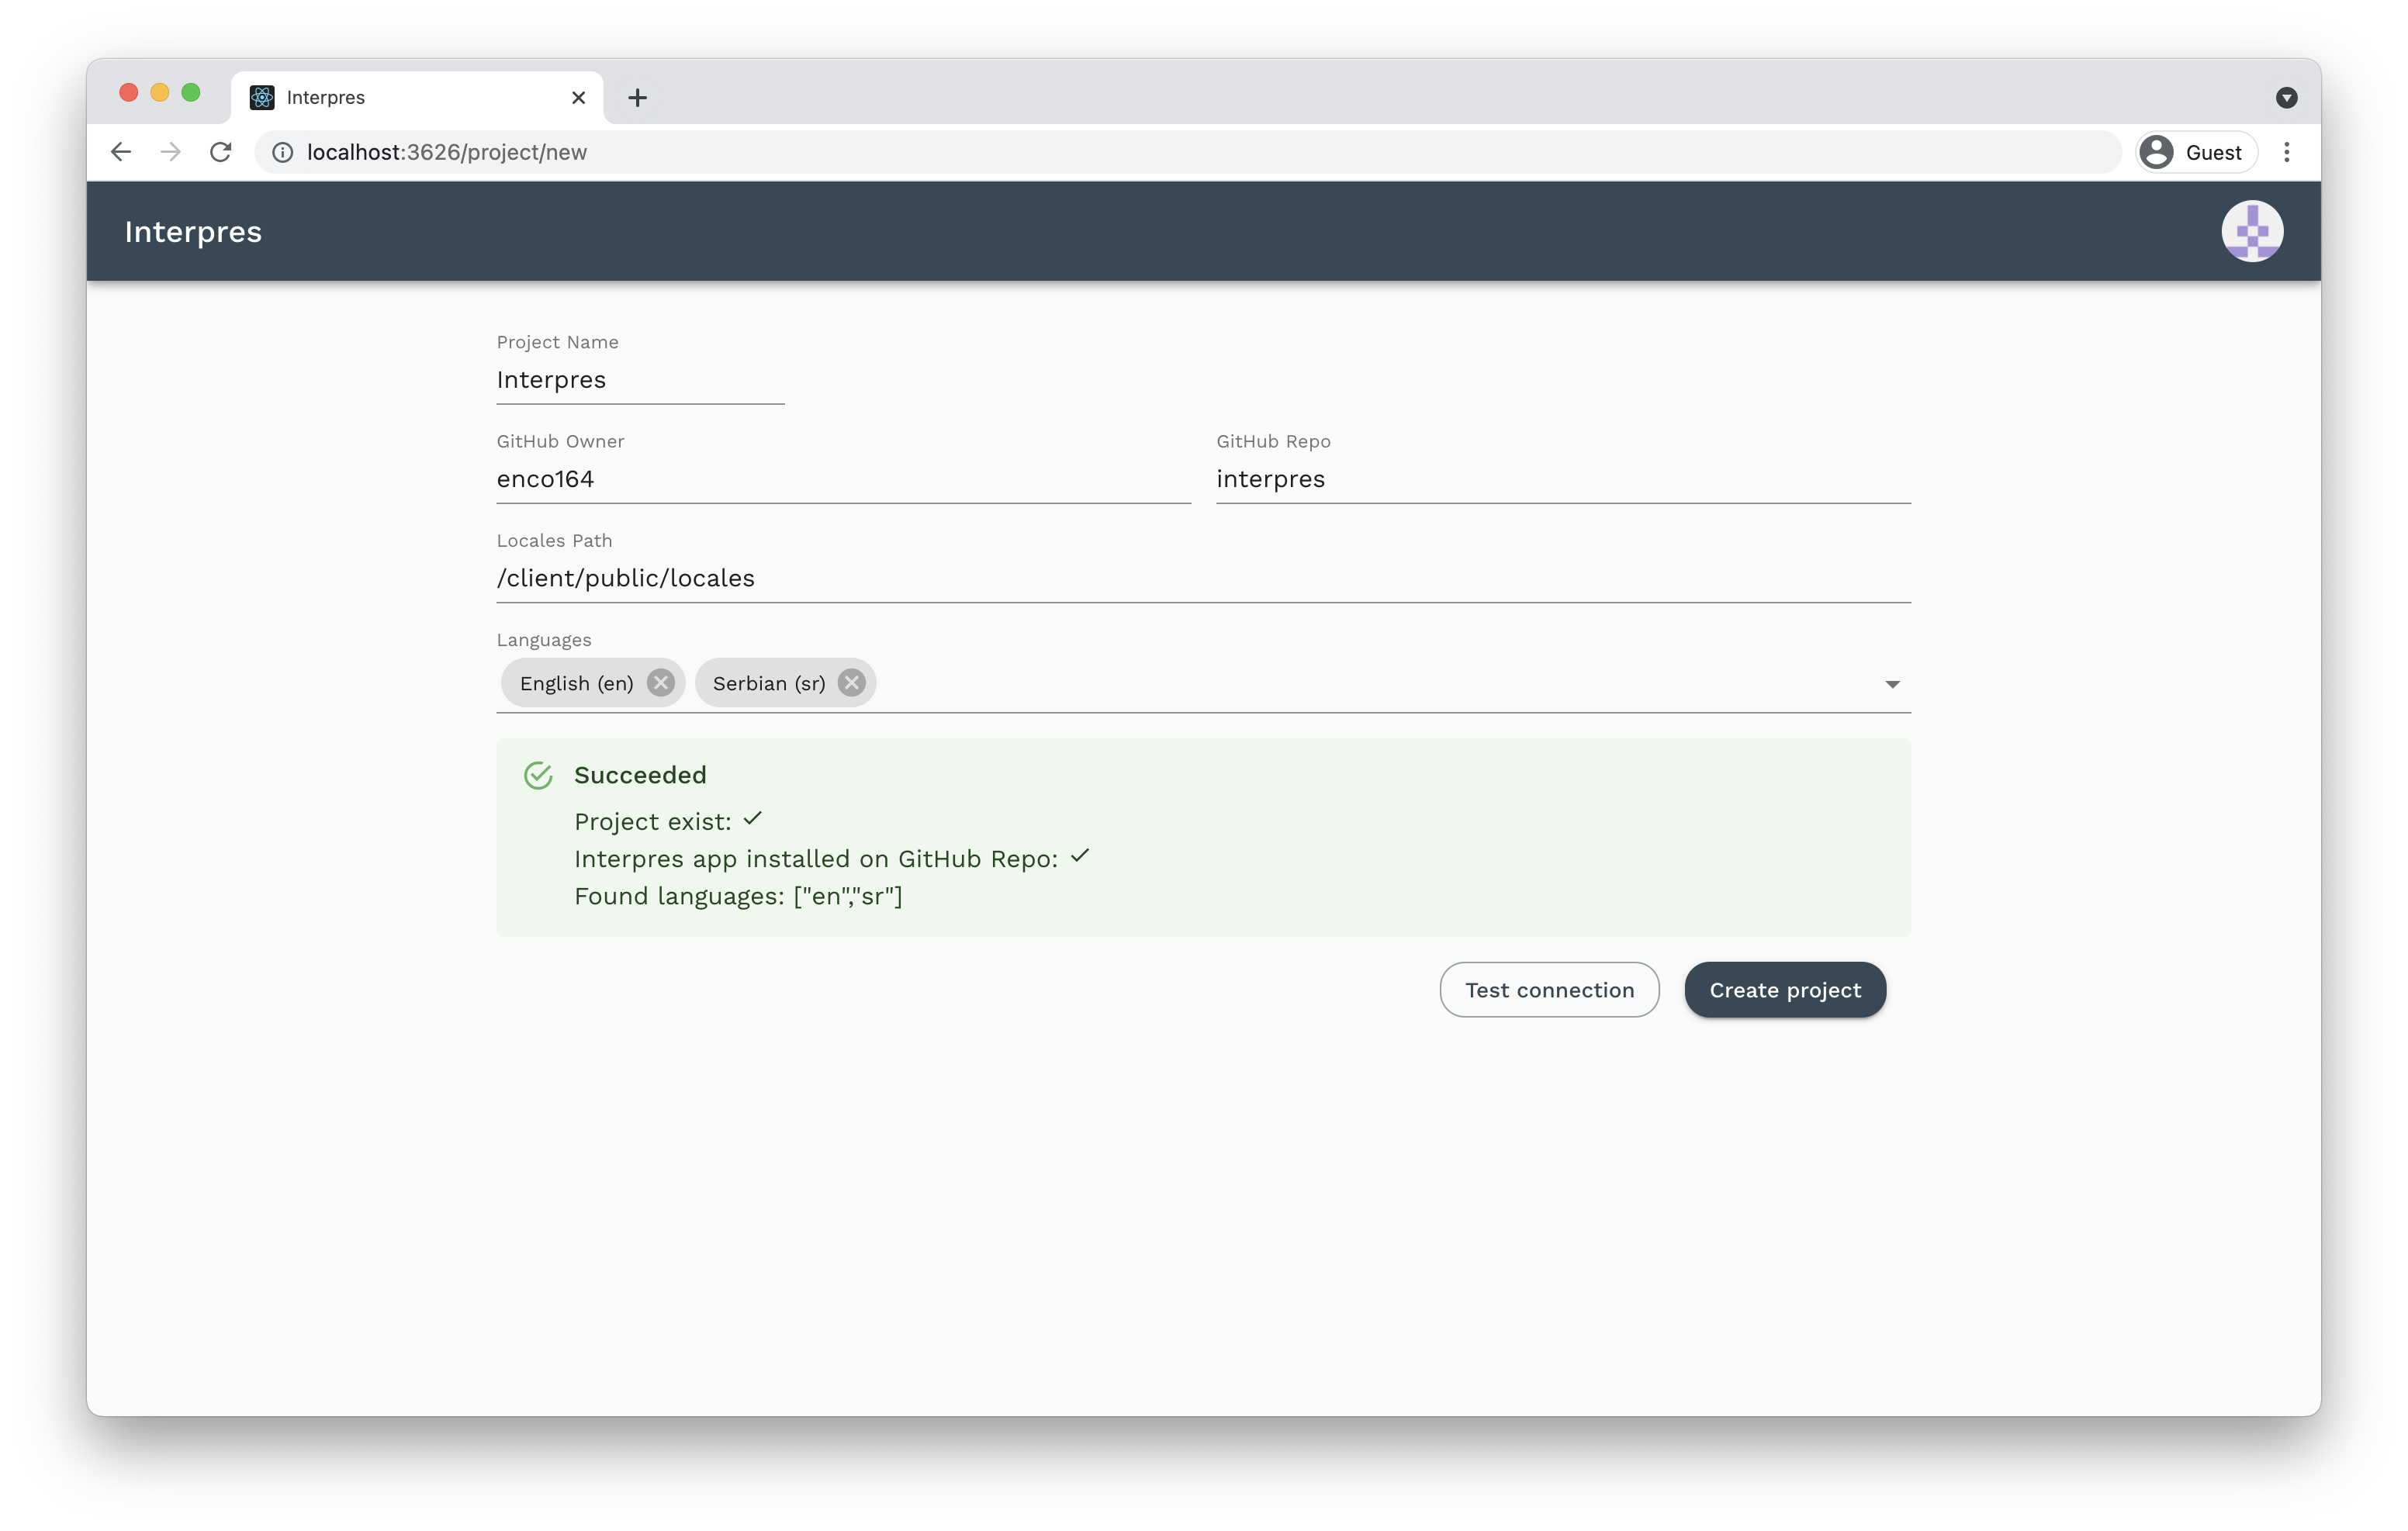 Interpres
localhost:3626/project/new
Guest
Interpres
Project Name
Interpres
GitHub Owner
GitHub Repo
enco164
interpres
Locales Path
/client/public/locales
Languages
English (en) Serbian (sr)
Succeeded
Project exist:
Interpres app installed on GitHub Repo:
Found languages: ["en""sr"]
Test connection
Create project